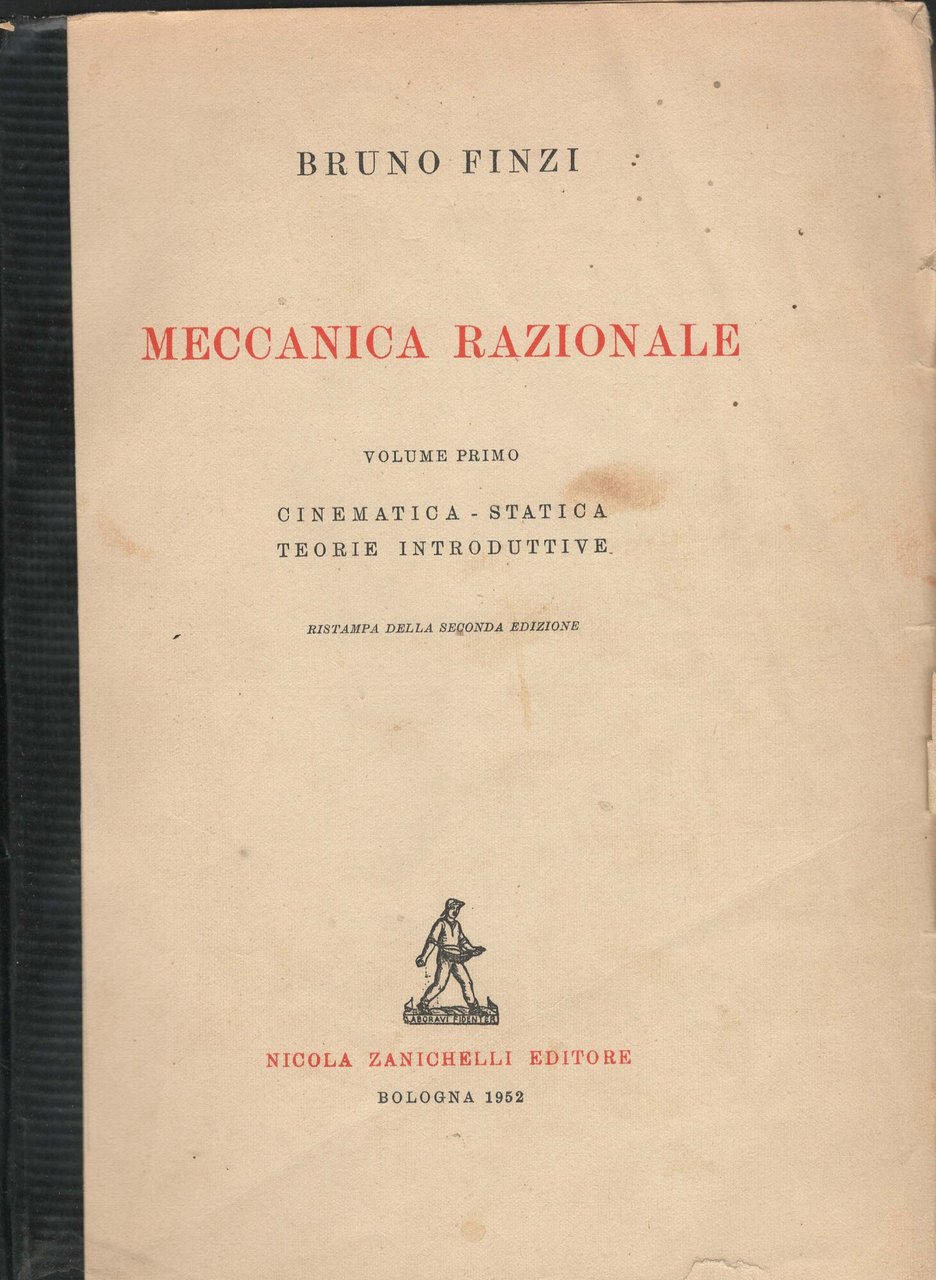 BRUNO FINZI
MECCANICA RAZIONALE
VOLUME PRIMO
CINEMATICA - STATICA
TEORIE INTRODUTTIVE
RISTAMPA DELLA SECONDA EDIZIONE
LABORAVI FIDENTER
NICOLA ZANICHELLI EDITORE
BOLOGNA 1952